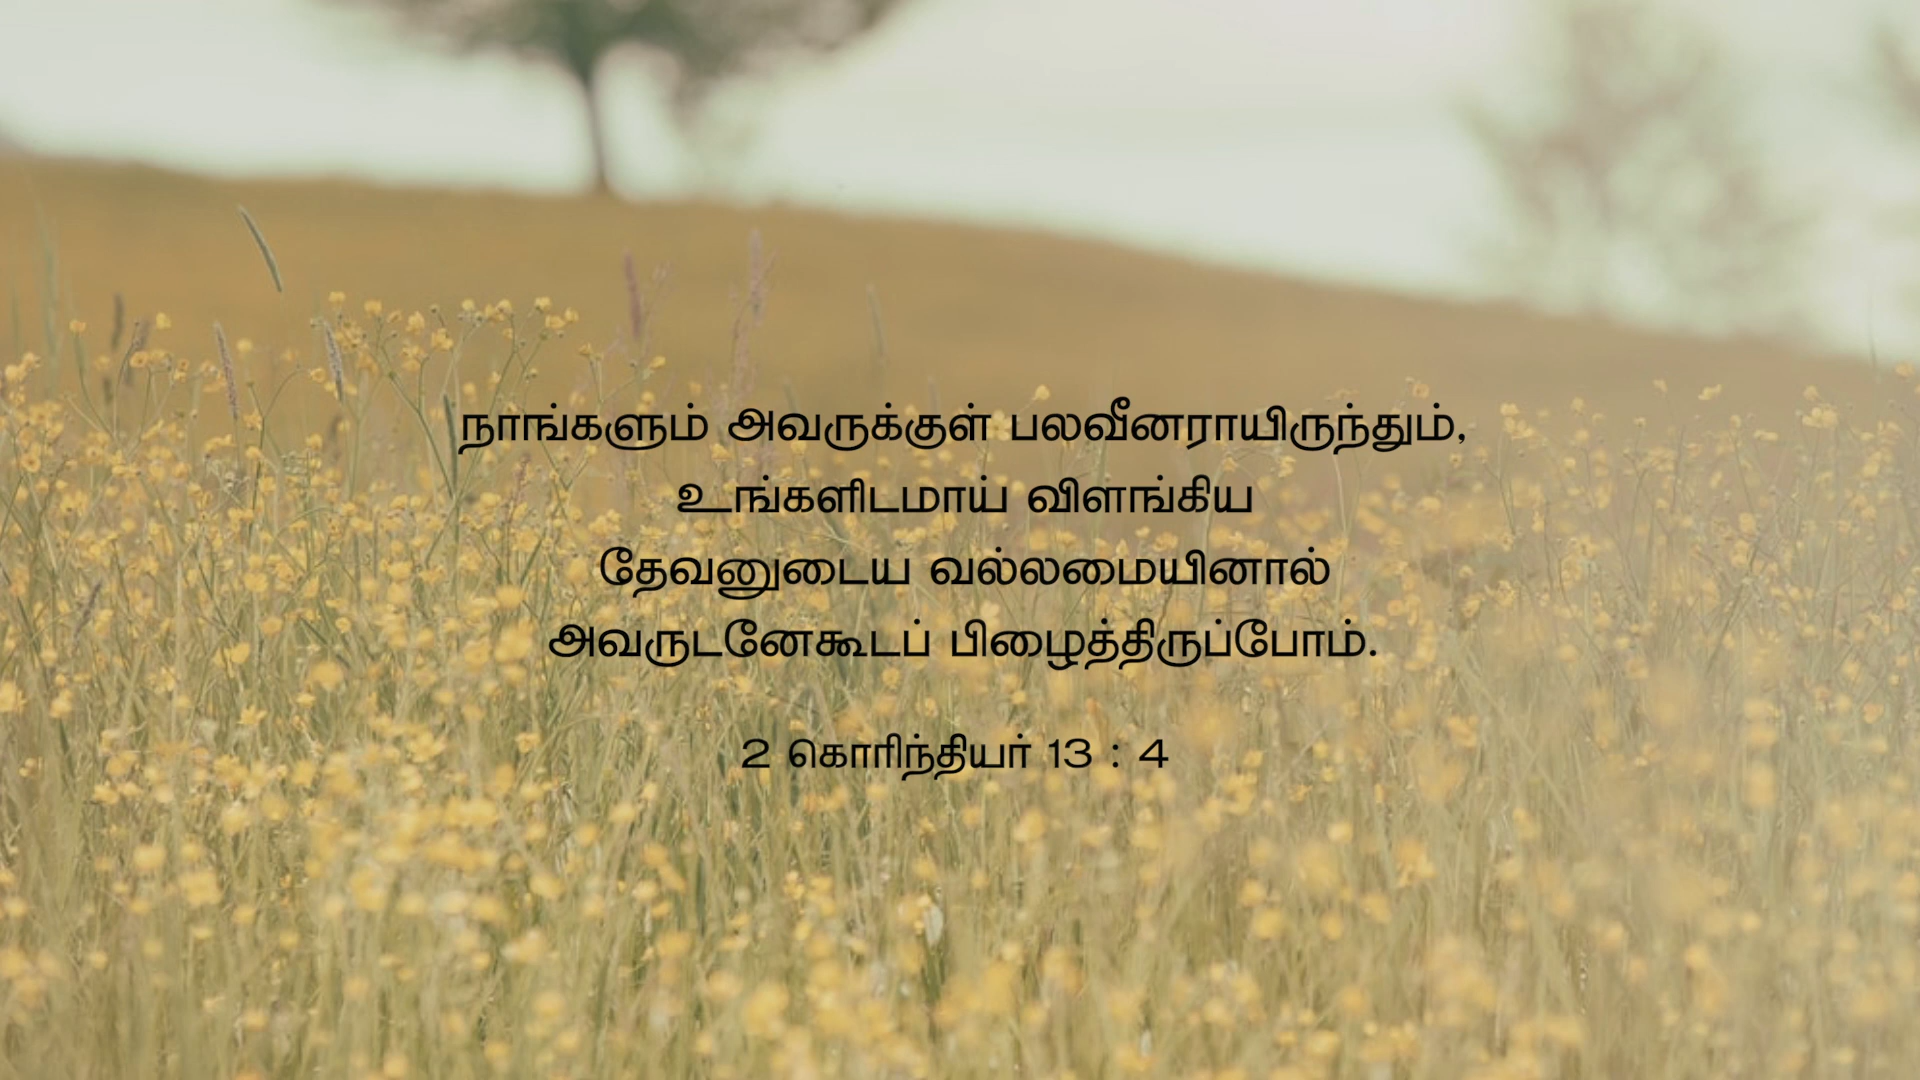 நாங்களும் அவருக்குள் பலவீனராயிருந்தும்,
உங்களிடமாய் விளங்கிய
தேவனுடைய வல்லமையினால்
அவருடனேகூடப் பிழைத்திருப்போம்.
2 கொரிந்தியர் 13 : 4